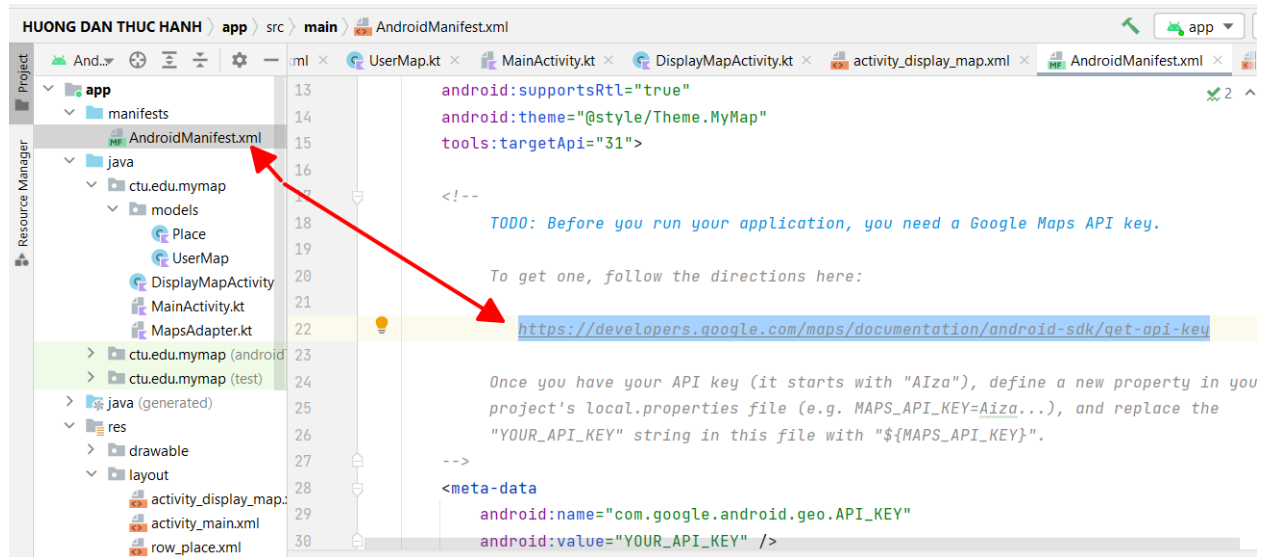 HUONG DAN THUC HANH app src main AndroidManifest.xml app
Project And.. ml UserMap.kt MainActivity.kt DisplayMapActivity.kt activity_display_map.xml AndroidManifest.xml
Resource Manager
app
manifests
AndroidManifest.xml
java
ctu.edu.mymap
models
Place
UserMap
DisplayMapActivity
MainActivity.kt
MapsAdapter.kt
ctu.edu.mymap (android
ctu.edu.mymap (test)
java (generated)
res
drawable
layout
activity_display_map.
activity_main.xml
row_place.xml
13 android:supportsRtl="true" 2
14 android:theme="@style/Theme.MyMap"
15 tools:targetApi="31">
16
17 <!--
18 TODO: Before you run your application, you need a Google Maps API key.
19
20 To get one, follow the directions here:
21
22 https://developers.google.com/maps/documentation/android-sdk/get-api-key
23
24 Once you have your API key (it starts with "AIza"), define a new property in you
25 project's local.properties file (e.g. MAPS_API_KEY=Aiza...), and replace the
26 "YOUR_API_KEY" string in this file with "${MAPS_API_KEY}".
27 -->
28 <meta-data
29 android:name="com.google.android.geo.API_KEY"
30 android:value="YOUR_API_KEY" />